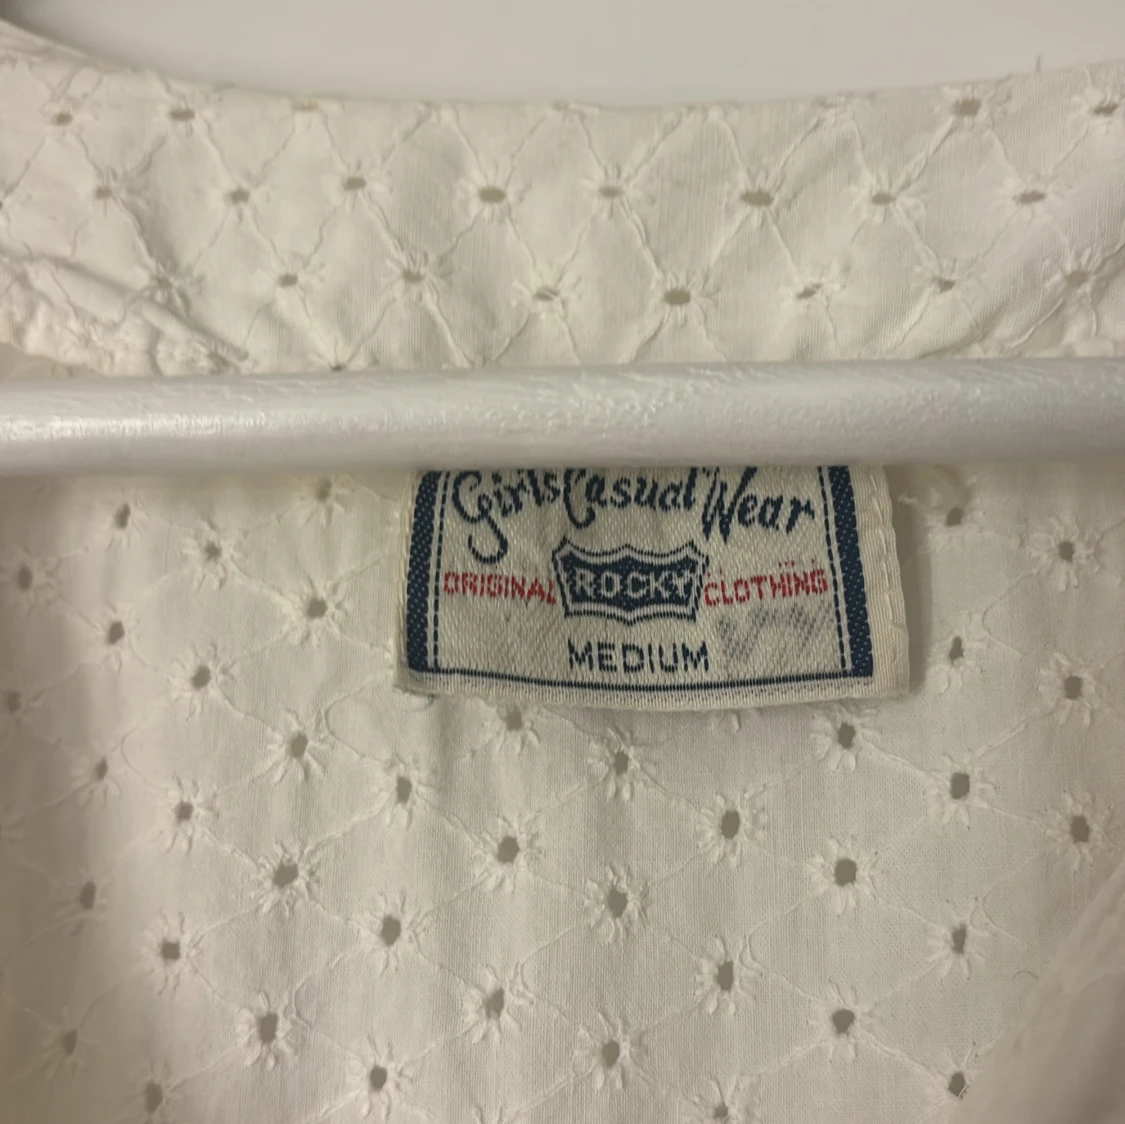 Girls Casual Wear
ORIGINAL ROCKY CLOTHING
MEDIUM